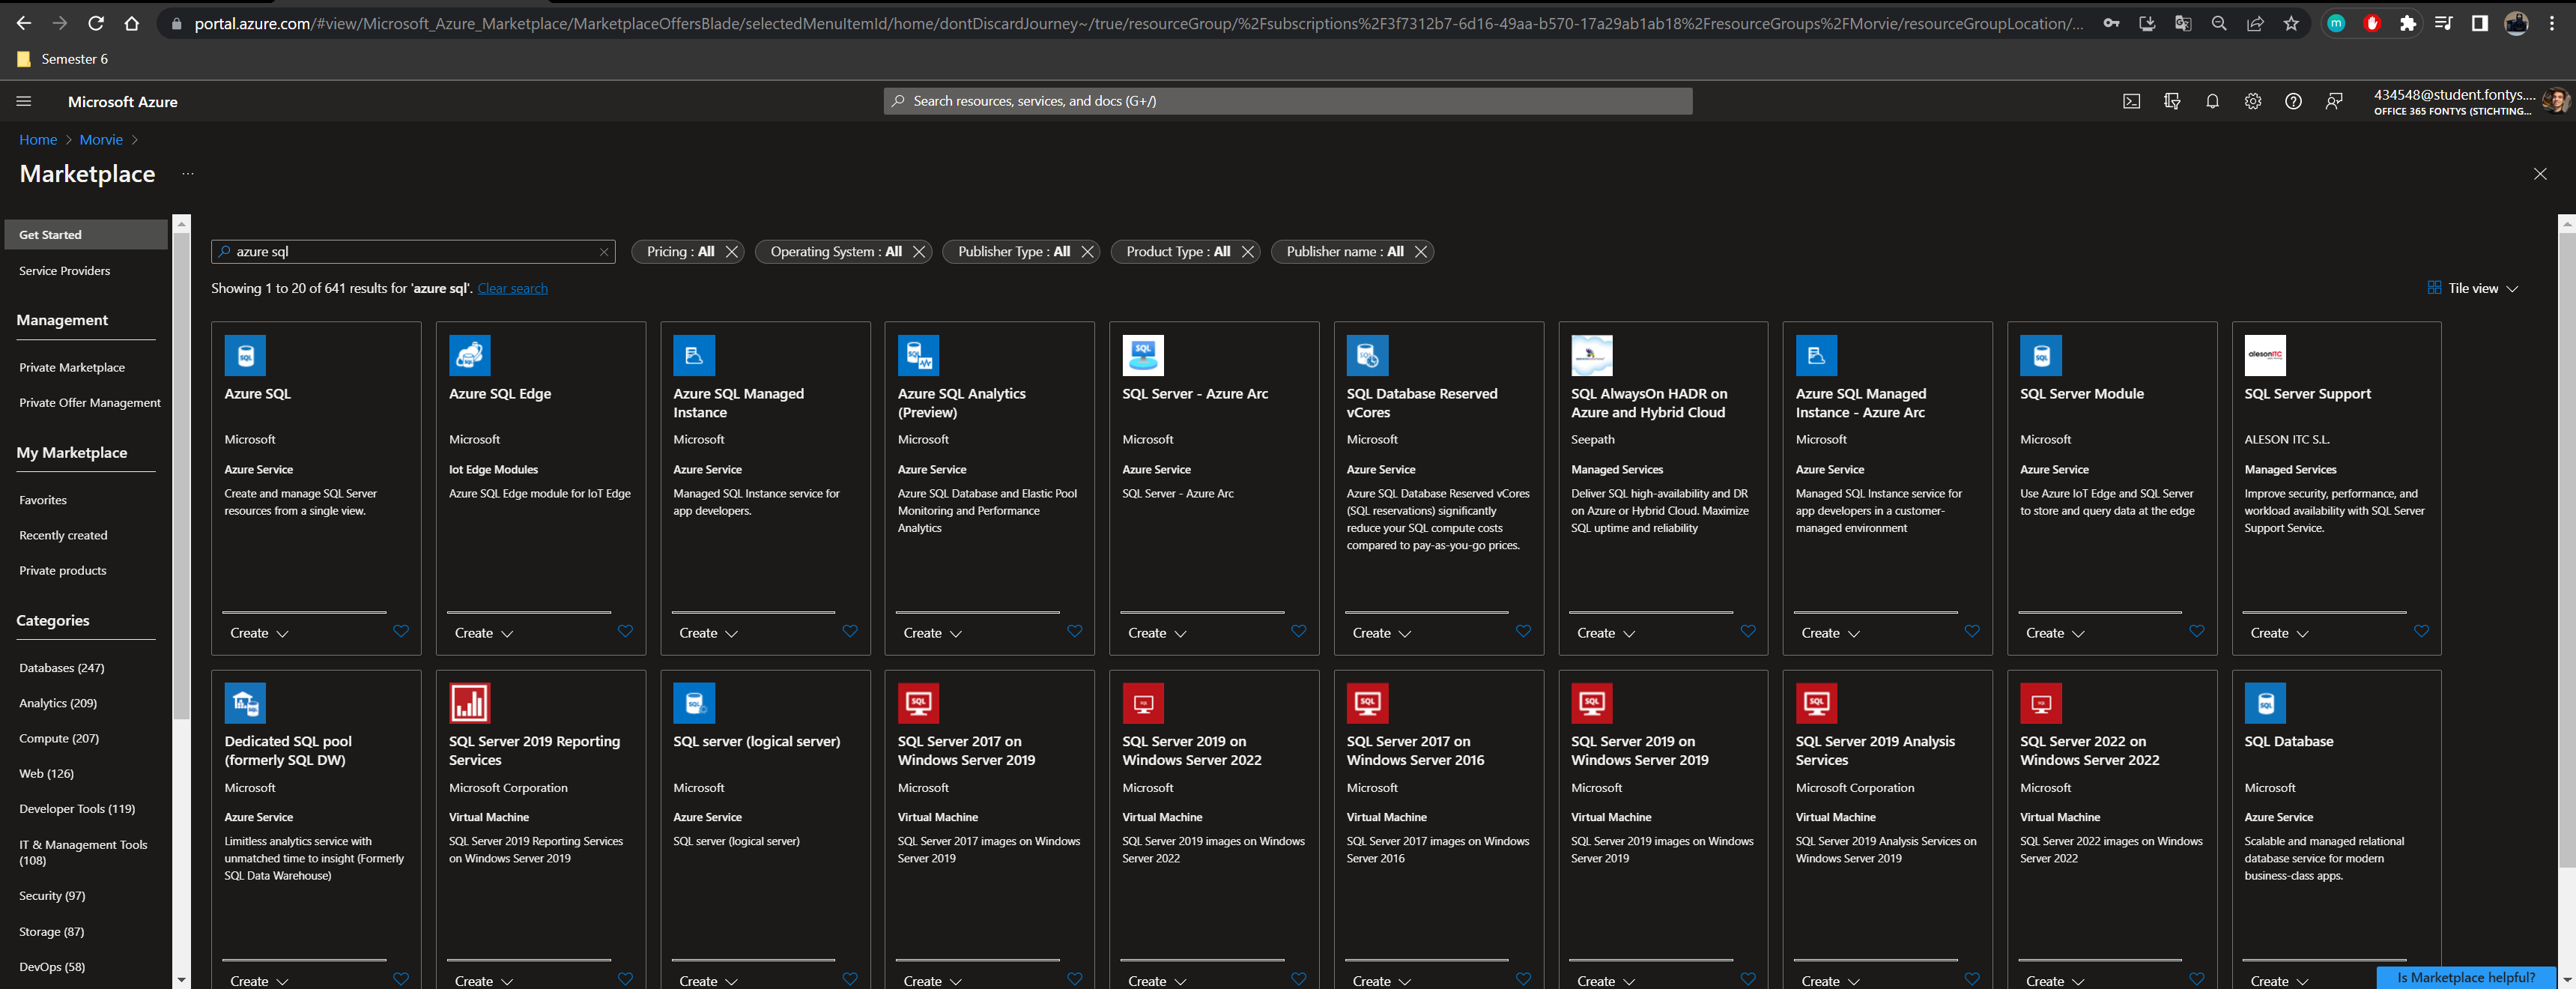 portal.azure.com/#view/Microsoft_Azure_Marketplace/MarketplaceOffersBlade/selectedMenuItemId/home/dontDiscardJourney~/true/resourceGroup/%2Fsubscriptions%2F3f7312b7-6d16-49aa-b570-17a29ab1ab18%2FresourceGroups%2FMorvie/resourceGroupLocation/...
m
Semester 6
Microsoft Azure
Search resources, services, and docs (G+/)
434548@student.fontys....
OFFICE 365 FONTYS (STICHTING...
Home > Morvie >
Marketplace ...
Get Started
Service Providers
Management
Private Marketplace
Private Offer Management
My Marketplace
Favorites
Recently created
Private products
Categories
Databases (247)
Analytics (209)
Compute (207)
Web (126)
Developer Tools (119)
IT & Management Tools
(108)
Security (97)
Storage (87)
DevOps (58)
azure sql
Pricing : All
Operating System : All
Publisher Type : All
Product Type : All
Publisher name : All
Showing 1 to 20 of 641 results for 'azure sql'. Clear search
Tile view
SQL
Azure SQL
Microsoft
Azure Service
Create and manage SQL Server
resources from a single view.
Create
Azure SQL Edge
Microsoft
Iot Edge Modules
Azure SQL Edge module for IoT Edge
Create
Azure SQL Managed
Instance
Microsoft
Azure Service
Managed SQL Instance service for
app developers.
Create
SQL
Azure SQL Analytics
(Preview)
Microsoft
Azure Service
Azure SQL Database and Elastic Pool
Monitoring and Performance
Analytics
Create
SQL
SQL Server - Azure Arc
Microsoft
Azure Service
SQL Server - Azure Arc
Create
SQL
SQL Database Reserved
vCores
Microsoft
Azure Service
Azure SQL Database Reserved vCores
(SQL reservations) significantly
reduce your SQL compute costs
compared to pay-as-you-go prices.
Create
SQL AlwaysOn HADR on
Azure and Hybrid Cloud
Seepath
Managed Services
Deliver SQL high-availability and DR
on Azure or Hybrid Cloud. Maximize
SQL uptime and reliability
Create
Azure SQL Managed
Instance - Azure Arc
Microsoft
Azure Service
Managed SQL Instance service for
app developers in a customer-
managed environment
Create
SQL
SQL Server Module
Microsoft
Azure Service
Use Azure IoT Edge and SQL Server
to store and query data at the edge
Create
alesonITC
SQL Server Support
ALESON ITC S.L.
Managed Services
Improve security, performance, and
workload availability with SQL Server
Support Service.
Create
Dedicated SQL pool
(formerly SQL DW)
Microsoft
Azure Service
Limitless analytics service with
unmatched time to insight (Formerly
SQL Data Warehouse)
Create
SQL Server 2019 Reporting
Services
Microsoft Corporation
Virtual Machine
SQL Server 2019 Reporting Services
on Windows Server 2019
Create
SQL
SQL server (logical server)
Microsoft
Azure Service
SQL server (logical server)
Create
SQL
SQL Server 2017 on
Windows Server 2019
Microsoft
Virtual Machine
SQL Server 2017 images on Windows
Server 2019
Create
SQL
SQL Server 2019 on
Windows Server 2022
Microsoft
Virtual Machine
SQL Server 2019 images on Windows
Server 2022
Create
SQL
SQL Server 2017 on
Windows Server 2016
Microsoft
Virtual Machine
SQL Server 2017 images on Windows
Server 2016
Create
SQL
SQL Server 2019 on
Windows Server 2019
Microsoft
Virtual Machine
SQL Server 2019 images on Windows
Server 2019
Create
SQL
SQL Server 2019 Analysis
Services
Microsoft Corporation
Virtual Machine
SQL Server 2019 Analysis Services on
Windows Server 2019
Create
SQL
SQL Server 2022 on
Windows Server 2022
Microsoft
Virtual Machine
SQL Server 2022 images on Windows
Server 2022
Create
SQL
SQL Database
Microsoft
Azure Service
Scalable and managed relational
database service for modern
business-class apps.
Create
Is Marketplace helpful?